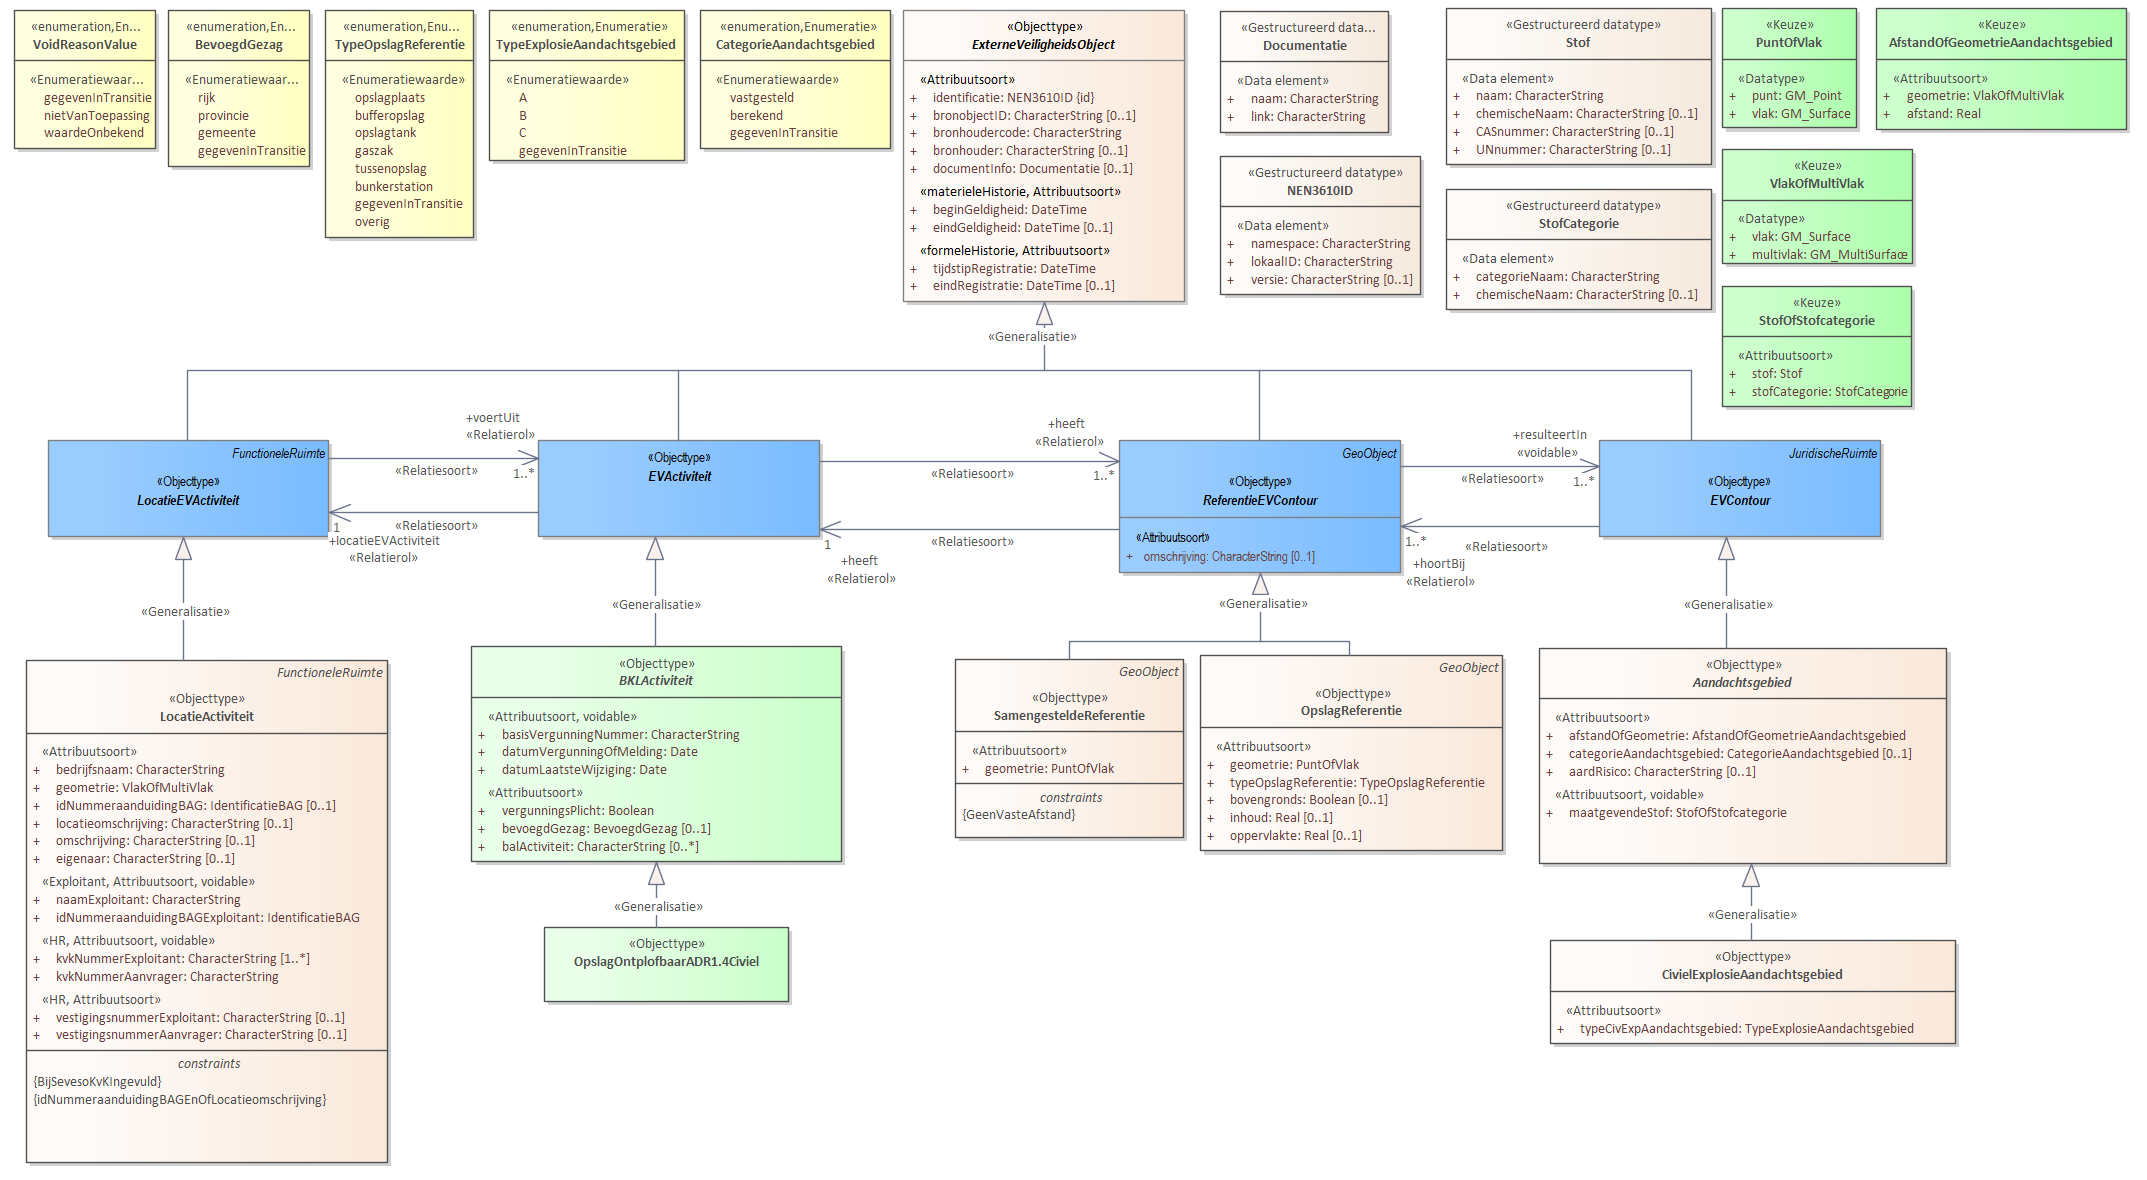 «enumeration,En...
VoidReasonValue
«Enumeratiewaar...
gegevenInTransitie
nietVanToepassing
waardeOnbekend
«enumeration,En...
BevoegdGezag
«Enumeratiewaar...
rijk
provincie
gemeente
gegevenInTransitie
«enumeration,Enu...
TypeOpslagReferentie
«Enumeratiewaarde»
opslagplaats
bufferopslag
opslagtank
gaszak
tussenopslag
bunkerstation
gegevenInTransitie
overig
«enumeration,Enumeratie»
TypeExplosieAandachtsgebied
«Enumeratiewaarde»
A
B
C
gegevenInTransitie
«enumeration,Enumeratie»
CategorieAandachtsgebied
«Enumeratiewaarde»
vastgesteld
berekend
gegevenInTransitie
«Objecttype»
ExterneVeiligheidsObject
«Attribuutsoort»
+ identificatie: NEN3610ID {id}
+ bronobjectID: CharacterString [0..1]
+ bronhoudercode: CharacterString
+ bronhouder: CharacterString [0..1]
+ documentInfo: Documentatie [0..1]
«materieleHistorie, Attribuutsoort»
+ beginGeldigheid: DateTime
+ eindGeldigheid: DateTime [0..1]
«formeleHistorie, Attribuutsoort»
+ tijdstipRegistratie: DateTime
+ eindRegistratie: DateTime [0..1]
«Gestructureerd data...
Documentatie
«Data element»
+ naam: CharacterString
+ link: CharacterString
«Gestructureerd datatype»
NEN3610ID
«Data element»
+ namespace: CharacterString
+ lokaalID: CharacterString
+ versie: CharacterString [0..1]
«Gestructureerd datatype»
Stof
«Data element»
+ naam: CharacterString
+ chemischeNaam: CharacterString [0..1]
+ CASnummer: CharacterString [0..1]
+ UNnummer: CharacterString [0..1]
«Gestructureerd datatype»
StofCategorie
«Data element»
+ categorieNaam: CharacterString
+ chemischeNaam: CharacterString [0..1]
«Keuze»
PuntOfVlak
«Datatype»
+ punt: GM_Point
+ vlak: GM_Surface
«Keuze»
AfstandOfGeometrieAandachtsgebied
«Attribuutsoort»
+ geometrie: VlakOfMultiVlak
+ afstand: Real
«Keuze»
VlakOfMultiVlak
«Datatype»
+ vlak: GM_Surface
+ multivlak: GM_MultiSurface
«Keuze»
StofOfStofcategorie
«Attribuutsoort»
+ stof: Stof
+ stofCategorie: StofCategorie
«Generalisatie»
FunctioneleRuimte
«Objecttype»
LocatieEVActiviteit
+voertUit
«Relatierol»
«Relatiesoort»
1..*
«Relatiesoort»
1
+locatieEVActiviteit
«Relatierol»
«Objecttype»
EVActiviteit
+heeft
«Relatierol»
«Relatiesoort»
1..*
«Relatiesoort»
1
+heeft
«Relatierol»
GeoObject
«Objecttype»
ReferentieEVContour
«Attribuutsoort»
+ omschrijving: CharacterString [0..1]
+resulteertIn
«voidable»
«Relatiesoort»
1..*
1..*
«Relatiesoort»
+hoortBij
«Relatierol»
JuridischeRuimte
«Objecttype»
EVContour
«Generalisatie»
«Generalisatie»
«Generalisatie»
«Generalisatie»
FunctioneleRuimte
«Objecttype»
LocatieActiviteit
«Attribuutsoort»
+ bedrijfsnaam: CharacterString
+ geometrie: VlakOfMultiVlak
+ idNummeraanduidingBAG: IdentificatieBAG [0..1]
+ locatieomschrijving: CharacterString [0..1]
+ omschrijving: CharacterString [0..1]
+ eigenaar: CharacterString [0..1]
«Exploitant, Attribuutsoort, voidable»
+ naamExploitant: CharacterString
+ idNummeraanduidingBAGExploitant: IdentificatieBAG
«HR, Attribuutsoort, voidable»
+ kvkNummerExploitant: CharacterString [1..*]
+ kvkNummerAanvrager: CharacterString
«HR, Attribuutsoort»
+ vestigingsnummerExploitant: CharacterString [0..1]
+ vestigingsnummerAanvrager: CharacterString [0..1]
constraints
{BijSevesoKvKIngevuld}
{idNummeraanduidingBAGEnOfLocatieomschrijving}
«Objecttype»
BKLActiviteit
«Attribuutsoort, voidable»
+ basisVergunningNummer: CharacterString
+ datumVergunningOfMelding: Date
+ datumLaatsteWijziging: Date
«Attribuutsoort»
+ vergunningsPlicht: Boolean
+ bevoegdGezag: BevoegdGezag [0..1]
+ balActiviteit: CharacterString [0..*]
«Generalisatie»
«Objecttype»
OpslagOntplofbaarADR1.4Civiel
GeoObject
«Objecttype»
SamengesteldeReferentie
«Attribuutsoort»
+ geometrie: PuntOfVlak
constraints
{GeenVasteAfstand}
GeoObject
«Objecttype»
OpslagReferentie
«Attribuutsoort»
+ geometrie: PuntOfVlak
+ typeOpslagReferentie: TypeOpslagReferentie
+ bovengronds: Boolean [0..1]
+ inhoud: Real [0..1]
+ oppervlakte: Real [0..1]
«Objecttype»
Aandachtsgebied
«Attribuutsoort»
+ afstandOfGeometrie: AfstandOfGeometrieAandachtsgebied
+ categorieAandachtsgebied: CategorieAandachtsgebied [0..1]
+ aardRisico: CharacterString [0..1]
«Attribuutsoort, voidable»
+ maatgevendeStof: StofOfStofcategorie
«Generalisatie»
«Objecttype»
CivielExplosieAandachtsgebied
«Attribuutsoort»
+ typeCivExpAandachtsgebied: TypeExplosieAandachtsgebied